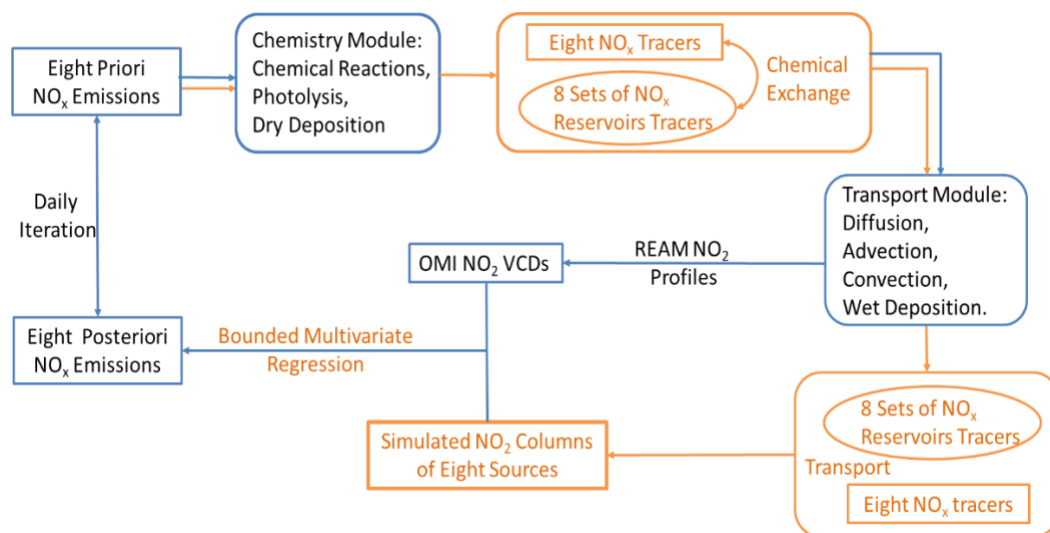 Eight Priori
NOₓ Emissions
Chemistry Module:
Chemical Reactions,
Photolysis,
Dry Deposition
Eight NOₓ Tracers
8 Sets of NOₓ
Reservoirs Tracers
Chemical
Exchange
Daily
Iteration
Transport Module:
Diffusion,
Advection,
Convection,
Wet Deposition.
REAM NO₂
Profiles
OMI NO₂ VCDs
Eight  Posteriori
NOₓ Emissions
Bounded Multivariate
Regression
Simulated NO₂ Columns
of Eight Sources
8 Sets of NOₓ
Reservoirs Tracers
Transport
Eight NOₓ tracers